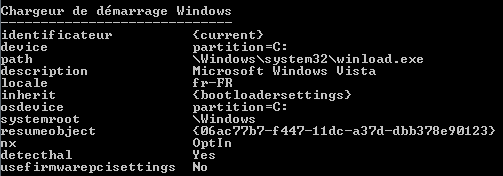 Chargeur de démarrage Windows
-----------------------------
identificateur {current}
device partition=C:
path \Windows\system32\winload.exe
description Microsoft Windows Vista
locale fr-FR
inherit {bootloadersettings}
osdevice partition=C:
systemroot \Windows
resumeobject {06ac77b7-f447-11dc-a37d-dbb378e90123}
nx OptIn
detecthal Yes
usefirmwarepcisettings No